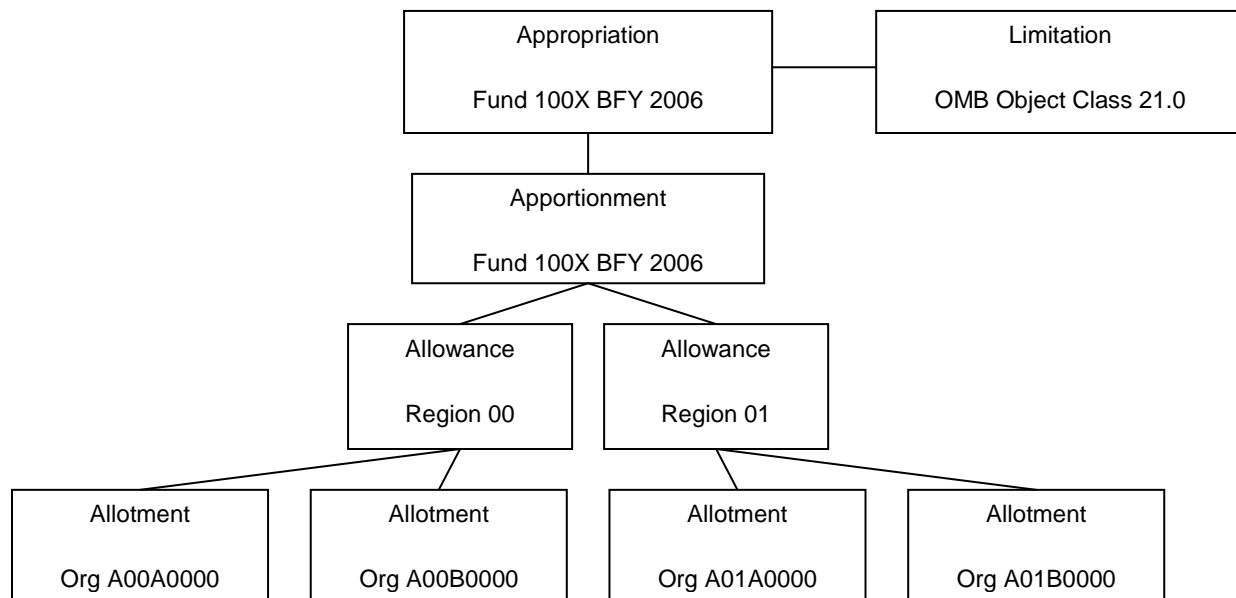 Appropriation
Fund 100X BFY 2006
Limitation
OMB Object Class 21.0
Apportionment
Fund 100X BFY 2006
Allowance
Region 00
Allowance
Region 01
Allotment
Org A00A0000
Allotment
Org A00B0000
Allotment
Org A01A0000
Allotment
Org A01B0000